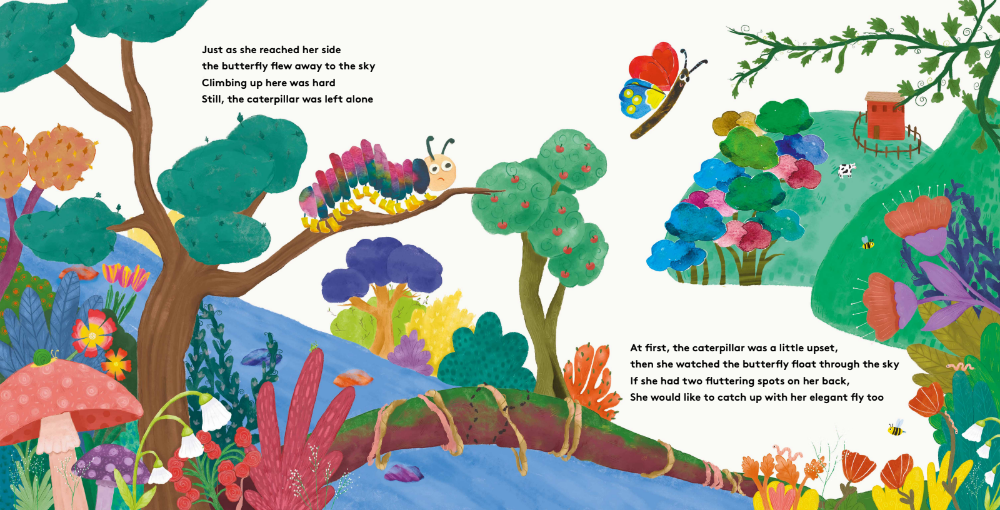 Just as she reached her side
the butterfly flew away to the sky
Climbing up here was hard
Still, the caterpillar was left alone
At first, the caterpillar was a little upset,
then she watched the butterfly float through the sky
If she had two fluttering spots on her back,
She would like to catch up with her elegant fly too